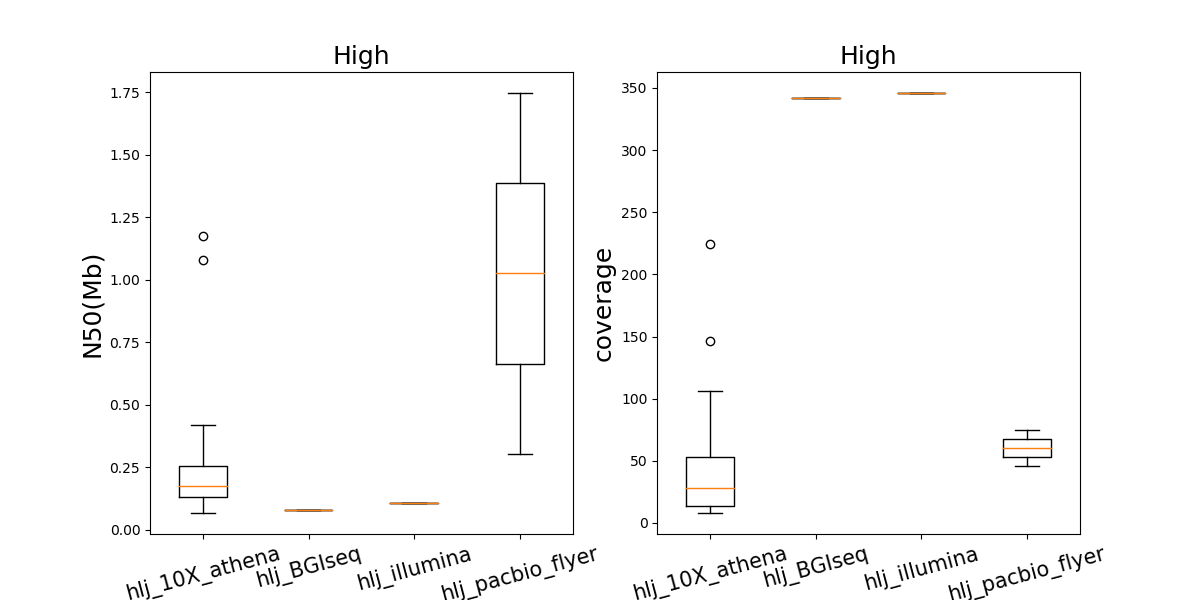 High
N50(Mb)
1.75
1.50
1.25
1.00
0.75
0.50
0.25
0.00
hlj_10X_athena
hlj_BGIseq
hlj_illumina
hlj_pacbio_flyer
High
coverage
350
300
250
200
150
100
50
0
hlj_10X_athena
hlj_BGIseq
hlj_illumina
hlj_pacbio_flyer